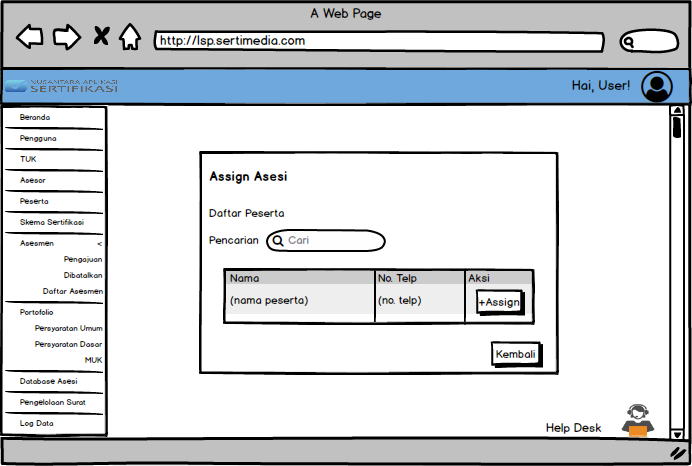 A Web Page
http://lsp.sertimedia.com
NUSANTARA APLIKASI
SERTIFIKASI
Hai, User!
Beranda
Pengguna
TUK
Asesor
Peserta
Skema Sertifikasi
Asesmen <
Pengajuan
Dibatalkan
Daftar Asesmen
Portofolio
Persyaratan Umum
Persyaratan Dasar
MUK
Database Asesi
Pengelolaan Surat
Log Data
Assign Asesi
Daftar Peserta
Pencarian Cari
Nama No. Telp Aksi
(nama peserta) (no. telp) +Assign
Kembali
Help Desk